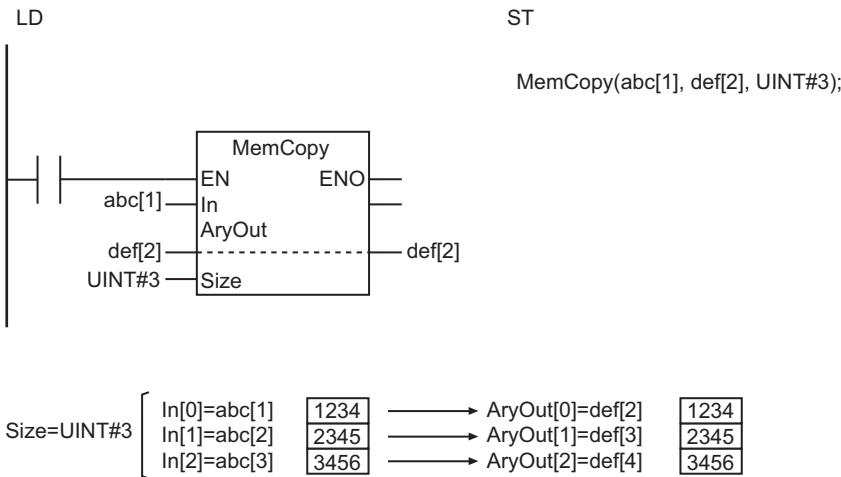 LD
ST
MemCopy(abc[1], def[2], UINT#3);
MemCopy
EN ENO
abc[1] In
AryOut
def[2] def[2]
UINT#3 Size
Size=UINT#3
In[0]=abc[1] 1234 AryOut[0]=def[2] 1234
In[1]=abc[2] 2345 AryOut[1]=def[3] 2345
In[2]=abc[3] 3456 AryOut[2]=def[4] 3456